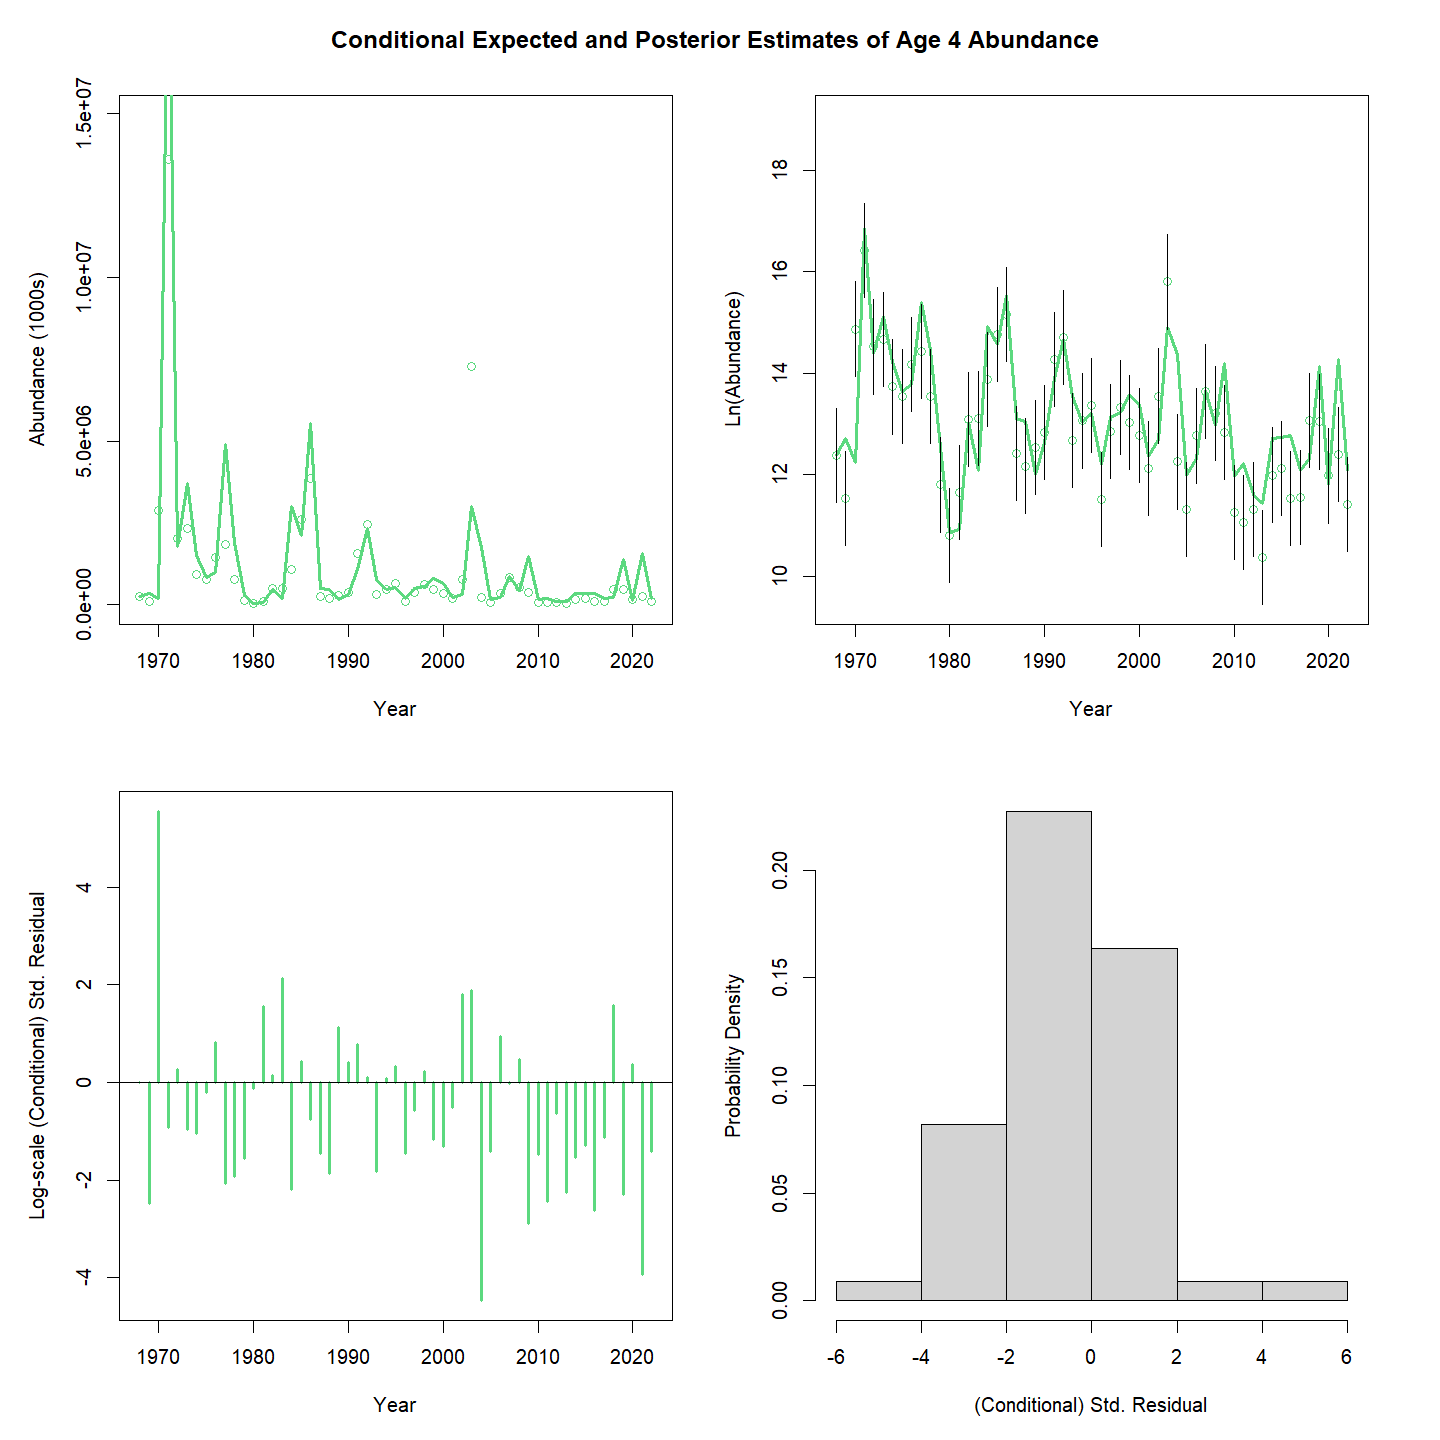 Conditional Expected and Posterior Estimates of Age 4 Abundance
Abundance (1000s)
0.0e+00 5.0e+06 1.0e+07 1.5e+07
1970 1980 1990 2000 2010 2020
Year
Ln(Abundance)
10 12 14 16 18
1970 1980 1990 2000 2010 2020
Year
Log-scale (Conditional) Std. Residual
-4 -2 0 2 4
1970 1980 1990 2000 2010 2020
Year
Probability Density
0.00 0.05 0.10 0.15 0.20
-6 -4 -2 0 2 4 6
(Conditional) Std. Residual